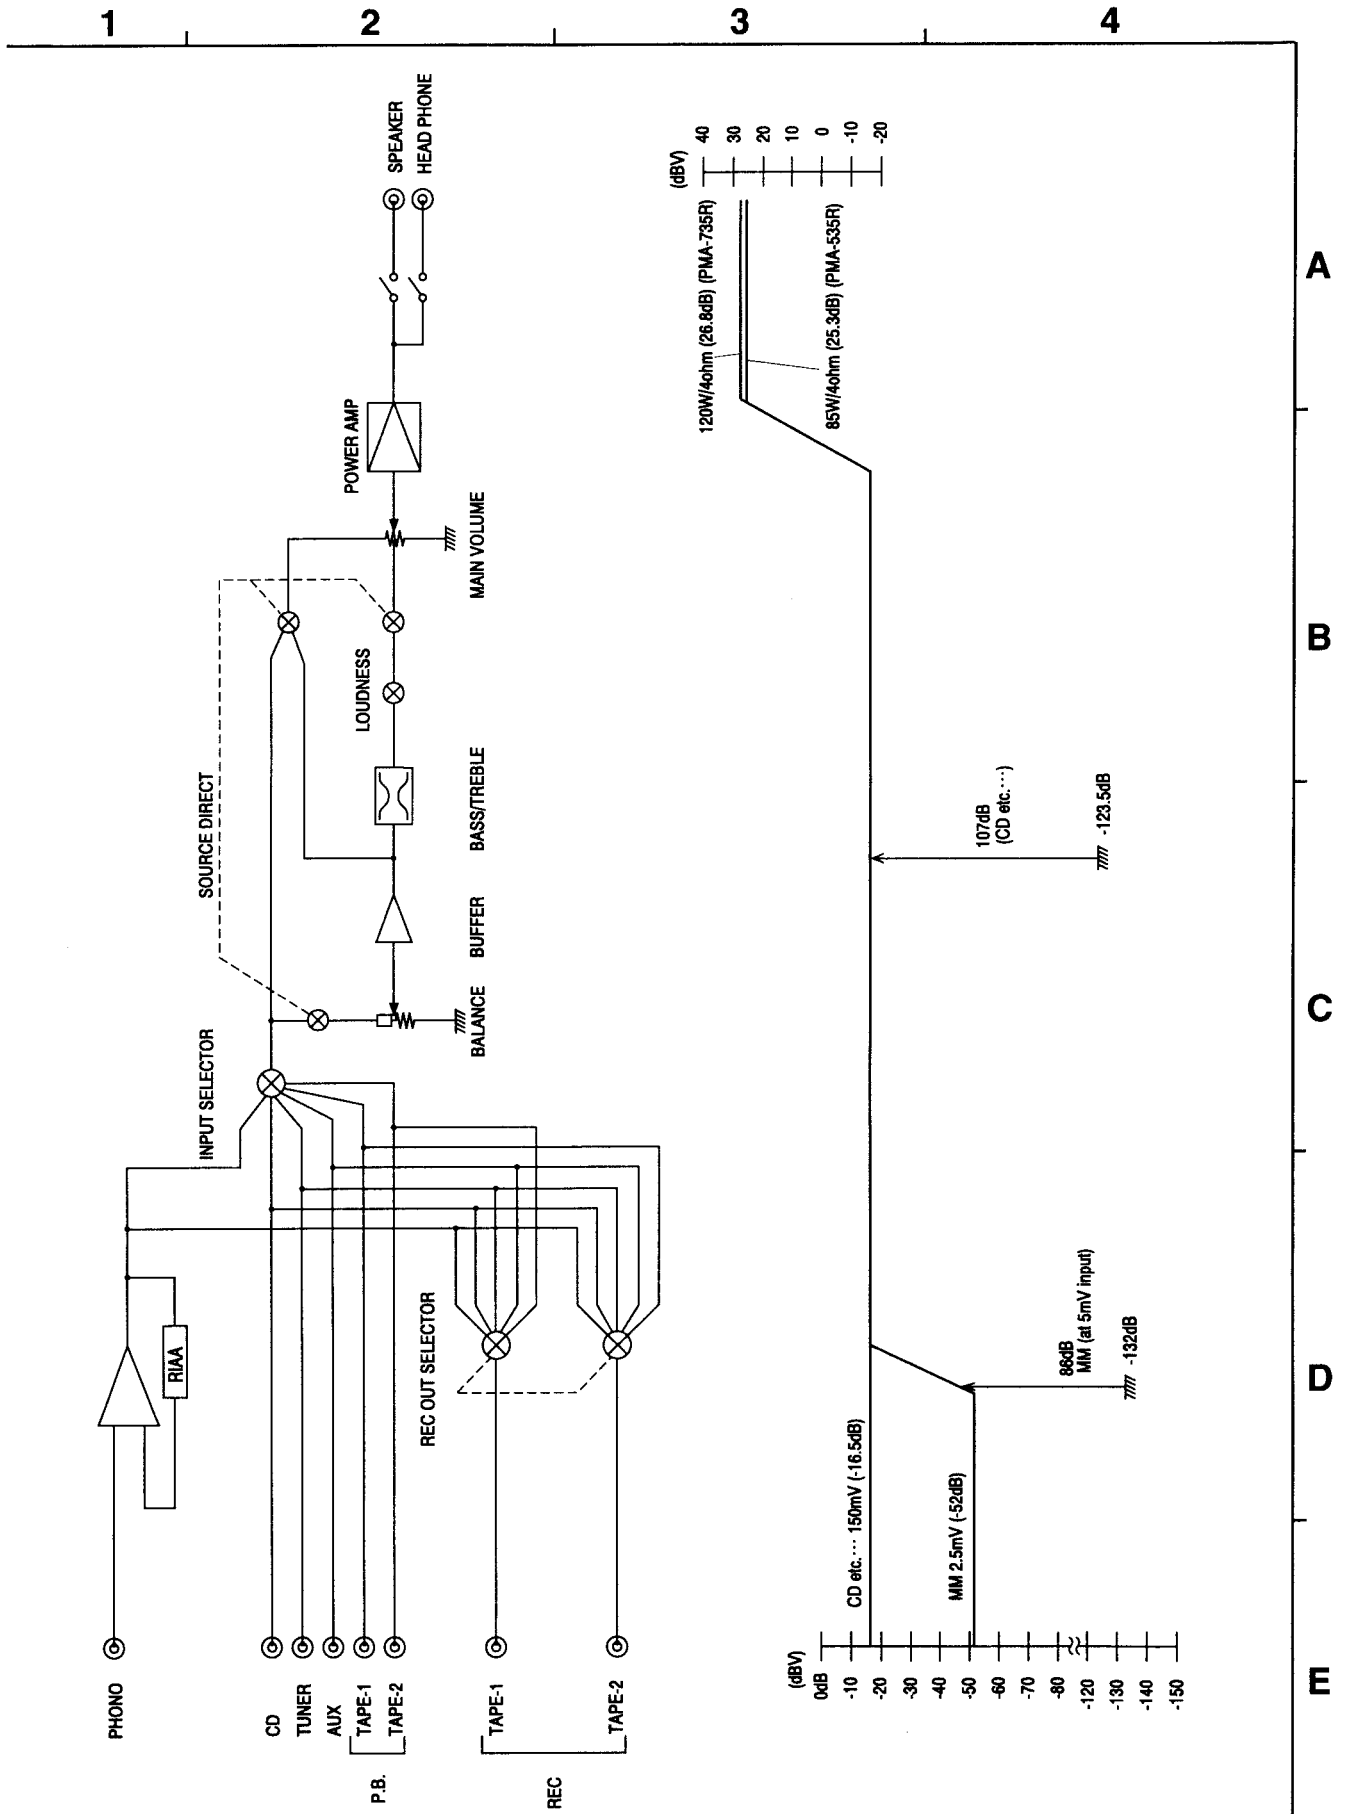 1
2
3
4
A
B
C
D
E
PHONO
CD
TUNER
AUX
TAPE-1
TAPE-2
P.B.
TAPE-1
TAPE-2
REC
RIAA
INPUT SELECTOR
REC OUT SELECTOR
SOURCE DIRECT
BALANCE
BUFFER
BASS/TREBLE
LOUDNESS
MAIN VOLUME
POWER AMP
SPEAKER
HEAD PHONE
(dBV)
0dB
-10
-20
-30
-40
-50
-60
-70
-80
-120
-130
-140
-150
CD etc.··· 150mV (-16.5dB)
MM 2.5mV (-52dB)
86dB
MM (at 5mV input)
-132dB
107dB
(CD etc.···)
-123.5dB
120W/4ohm (26.8dB) (PMA-735R)
85W/4ohm (25.3dB) (PMA-535R)
(dBV)
40
30
20
10
0
-10
-20